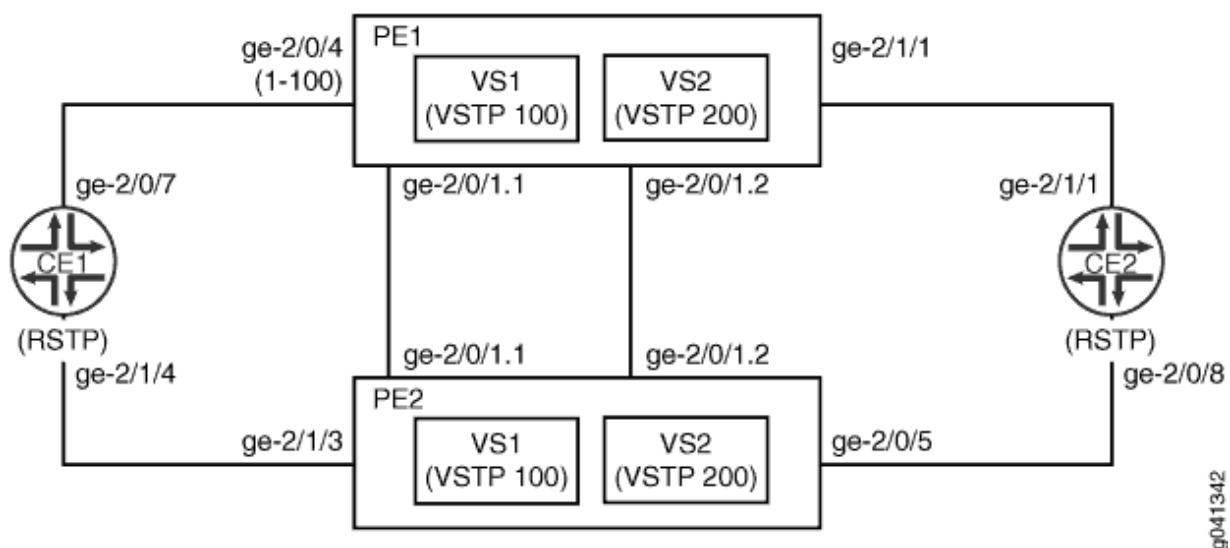 PE1
ge-2/0/4
(1-100)
VS1
(VSTP 100)
VS2
(VSTP 200)
ge-2/1/1
ge-2/0/7
ge-2/0/1.1
ge-2/0/1.2
ge-2/1/1
CE1
CE2
(RSTP)
(RSTP)
ge-2/1/4
ge-2/0/1.1
ge-2/0/1.2
ge-2/0/8
PE2
ge-2/1/3
VS1
(VSTP 100)
VS2
(VSTP 200)
ge-2/0/5
g041342